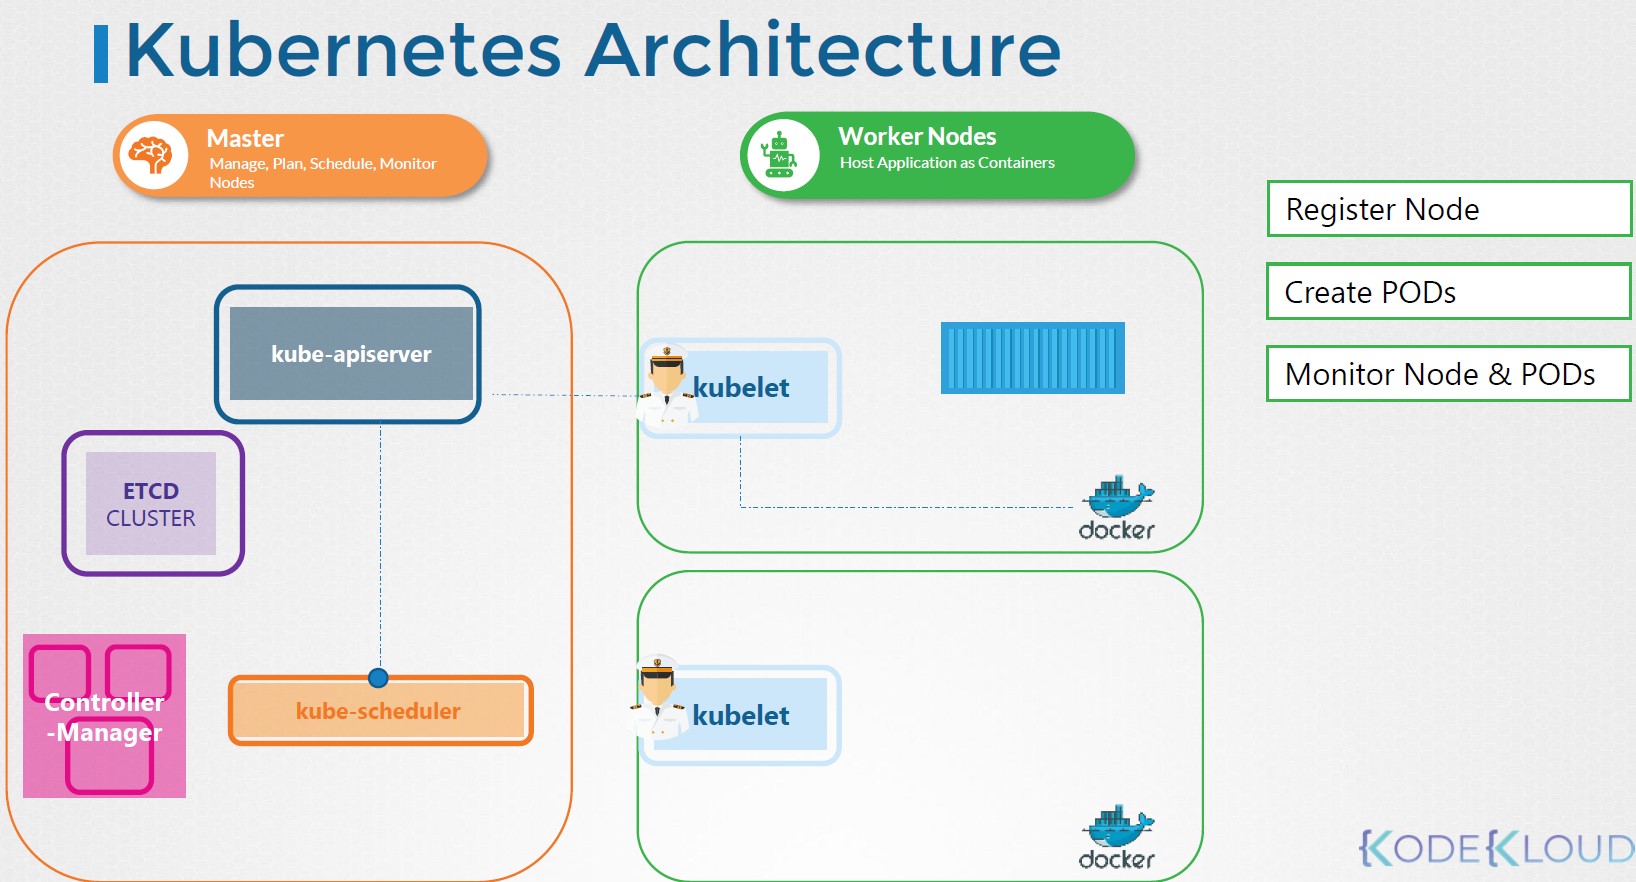 Kubernetes Architecture
Master
Manage, Plan, Schedule, Monitor
Nodes
Worker Nodes
Host Application as Containers
Register Node
Create PODs
Monitor Node & PODs
kube-apiserver
ETCD
CLUSTER
Controller
-Manager
kube-scheduler
kubelet
docker
kubelet
docker
KODEKLOUD